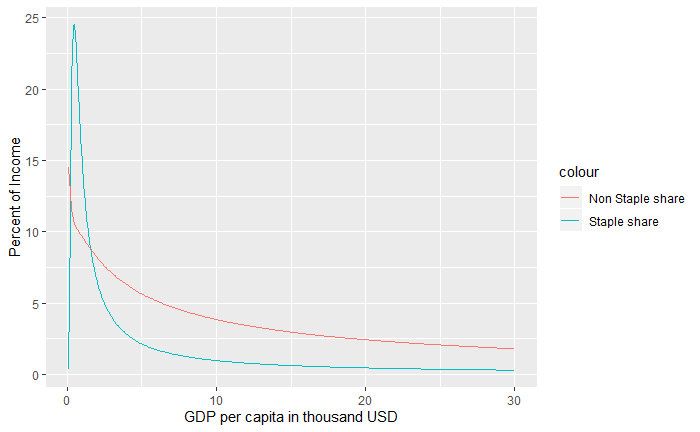 25
20
15
10
5
0
Percent of Income
0
10
20
30
GDP per capita in thousand USD
colour
Non Staple share
Staple share